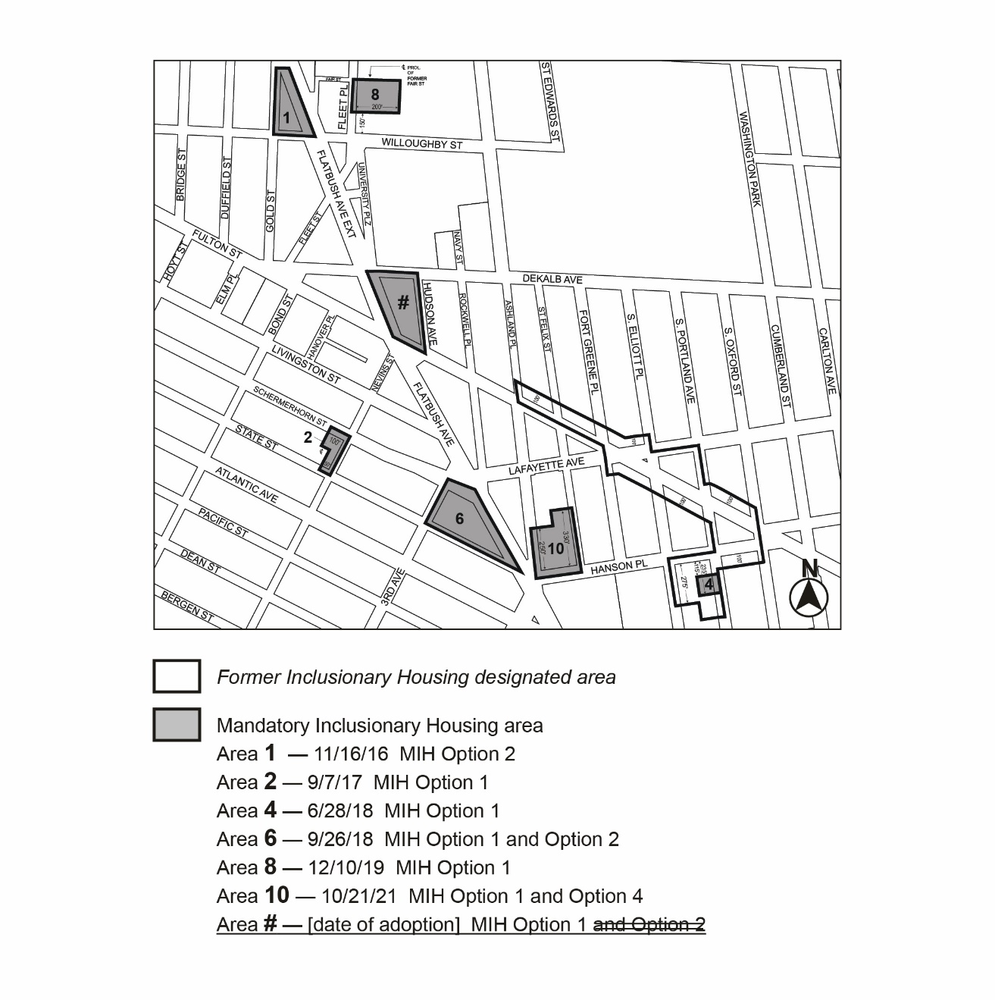 ℄ PROL.
OF
FORMER
FAIR ST
FAIR ST
8
200'
150'
FLEET PL
1
ST EDWARDS ST
WILLOUGHBY ST
WASHINGTON PARK
BRIDGE ST
DUFFIELD ST
GOLD ST
FLATBUSH AVE EXT
UNIVERSITY PLZ
FLEET ST
NAVY ST
FULTON ST
HOYT ST
ELM PL
BOND ST
HANOVER PL
DEKALB AVE
#
HUDSON AVE
ROCKWELL PL
ASHLAND PL
ST FELIX ST
FORT GREENE PL
S. ELLIOTT PL
S. PORTLAND AVE
S. OXFORD ST
CUMBERLAND ST
CARLTON AVE
LIVINGSTON ST
NEVINS ST
SCHERMERHORN ST
FLATBUSH AVE
100'
100'
2
100'
℄
50'
STATE ST
LAFAYETTE AVE
ATLANTIC AVE
100'
100'
6
PACIFIC ST
10
250'
330'
HANSON PL
DEAN ST
3RD AVE
BERGEN ST
275'
115'
235'
4
100'
N
Former Inclusionary Housing designated area
Mandatory Inclusionary Housing area
Area 1 — 11/16/16 MIH Option 2
Area 2 — 9/7/17 MIH Option 1
Area 4 — 6/28/18 MIH Option 1
Area 6 — 9/26/18 MIH Option 1 and Option 2
Area 8 — 12/10/19 MIH Option 1
Area 10 — 10/21/21 MIH Option 1 and Option 4
Area # — [date of adoption] MIH Option 1 and Option 2